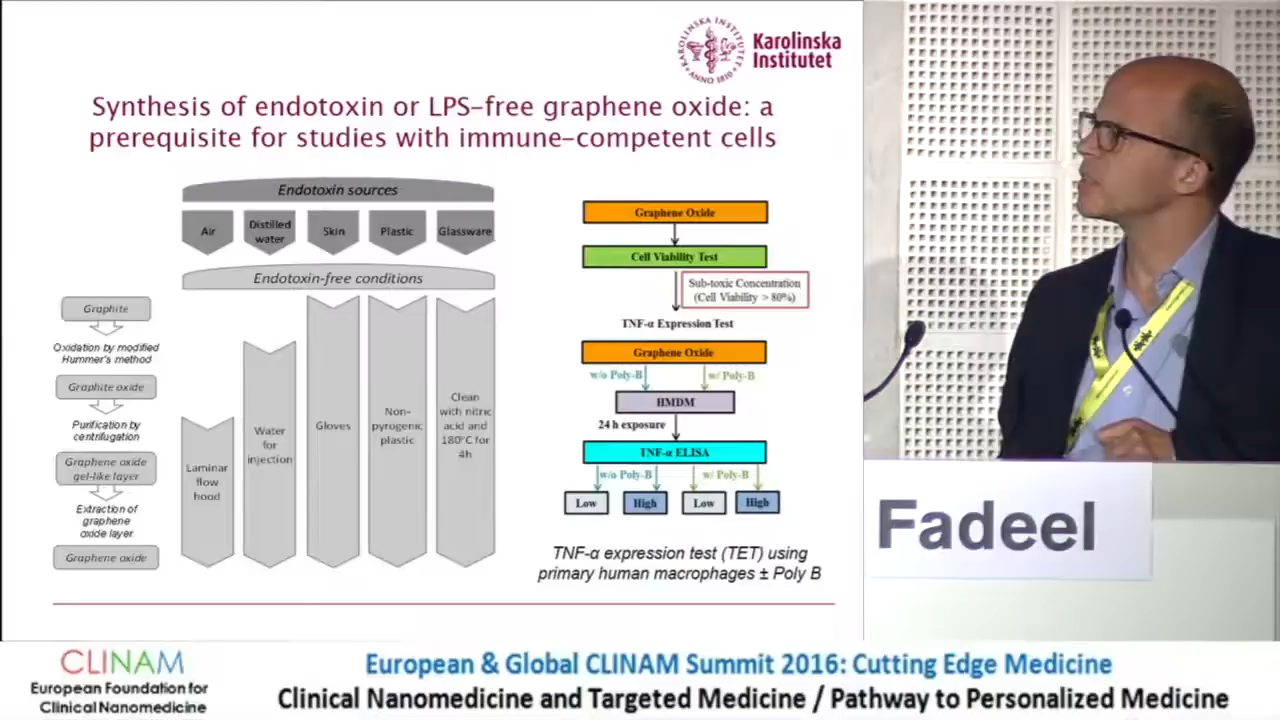 KAROLINSKA INSTITUTET
ANNO 1810
Karolinska
Institutet
Synthesis of endotoxin or LPS-free graphene oxide: a
prerequisite for studies with immune-competent cells
Endotoxin sources
Air
Distilled
water
Skin
Plastic
Glassware
Endotoxin-free conditions
Graphite
Oxidation by modified
Hummer's method
Graphite oxide
Purification by
centrifugation
Graphene oxide
gel-like layer
Extraction of
graphene
oxide layer
Graphene oxide
Laminar
flow
hood
Water
for
injection
Gloves
Non-
pyrogenic
plastic
Clean
with nitric
acid and
180°C for
4h
Graphene Oxide
Cell Viability Test
Sub-toxic Concentration
(Cell Viability > 80%)
TNF-α Expression Test
Graphene Oxide
w/o Poly-B
w/ Poly-B
HMDM
24 h exposure
TNF-α ELISA
w/o Poly-B
w/ Poly-B
Low
High
Low
High
TNF-α expression test (TET) using
primary human macrophages ± Poly B
Fadeel
CLINAM
European Foundation for
Clinical Nanomedicine
European & Global CLINAM Summit 2016: Cutting Edge Medicine
Clinical Nanomedicine and Targeted Medicine / Pathway to Personalized Medicine